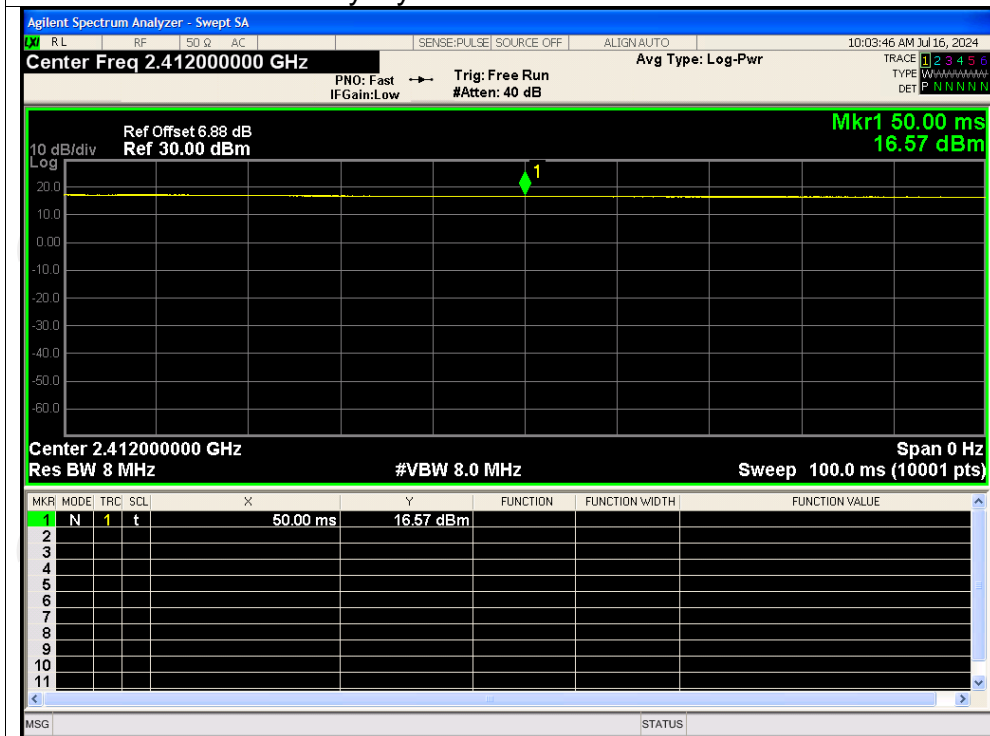 Agilent Spectrum Analyzer - Swept SA
LXI RL RF 50 Ω AC SENSE:PULSE SOURCE OFF ALIGN AUTO 10:03:46 AM Jul 16, 2024
Center Freq 2.412000000 GHz Avg Type: Log-Pwr TRACE 1 2 3 4 5 6
PNO: Fast Trig: Free Run TYPE WWWWWW
IFGain:Low #Atten: 40 dB DET P N N N N N
Mkr1 50.00 ms
Ref Offset 6.88 dB
10 dB/div Ref 30.00 dBm 16.57 dBm
Log
1
20.0
10.0
0.00
-10.0
-20.0
-30.0
-40.0
-50.0
-60.0
Center 2.412000000 GHz Span 0 Hz
Res BW 8 MHz #VBW 8.0 MHz Sweep 100.0 ms (10001 pts)
MKR MODE TRC SCL X Y FUNCTION FUNCTION WIDTH FUNCTION VALUE
1 N 1 t 50.00 ms 16.57 dBm
2
3
4
5
6
7
8
9
10
11
MSG STATUS